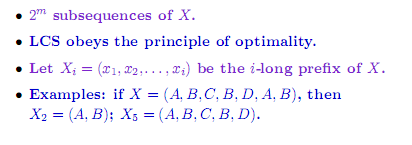 • 2^m subsequences of X.
• LCS obeys the principle of optimality.
• Let X_i = (x_1, x_2, . . . , x_i) be the i-long prefix of X.
• Examples: if X = (A, B, C, B, D, A, B), then
X_2 = (A, B); X_5 = (A, B, C, B, D).